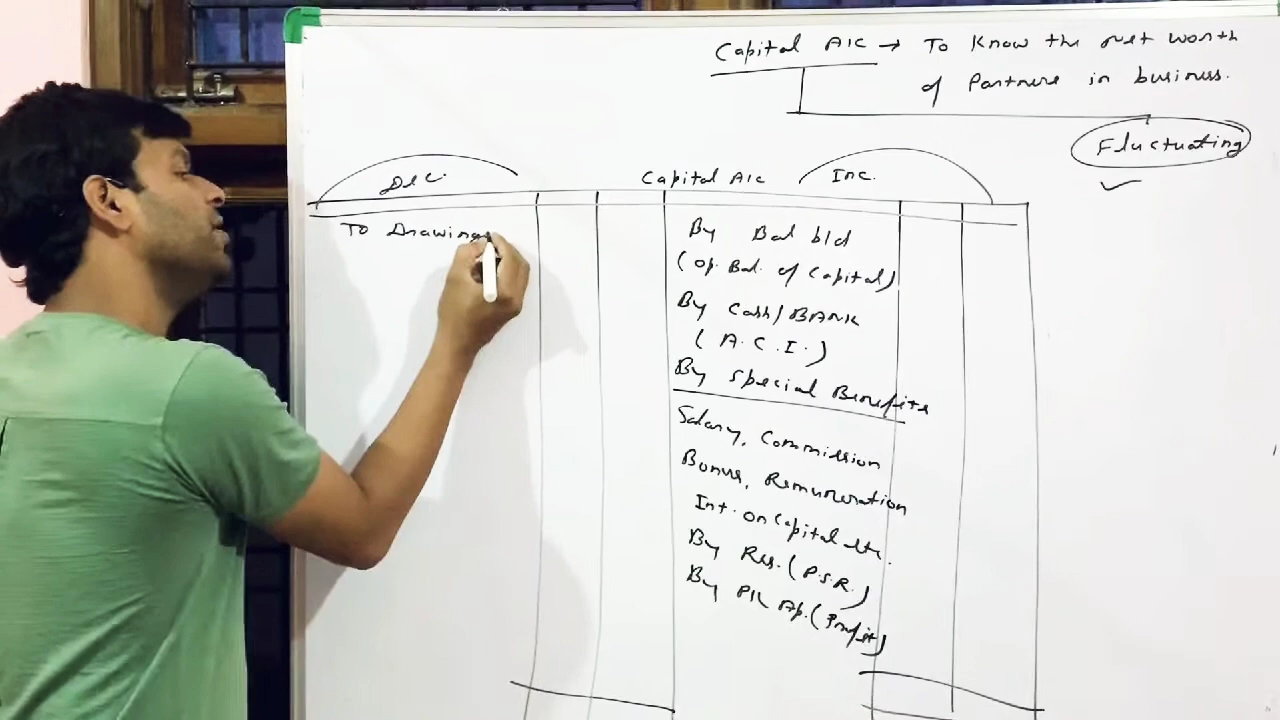 Capital A/C → To Know the net worth
of Partners in business.
Fluctuating
Dec.
Capital A/C
Inc.
To Drawings
By Bal b/d
(Op. Bal. of Capital)
By Cash/BANK
(A.C.I.)
By Special Benefits
Salary, Commission
Bonus, Remuneration
Int. on Capital etc.
By Res. (P.S.R.)
By P/L Ap. (Profit)